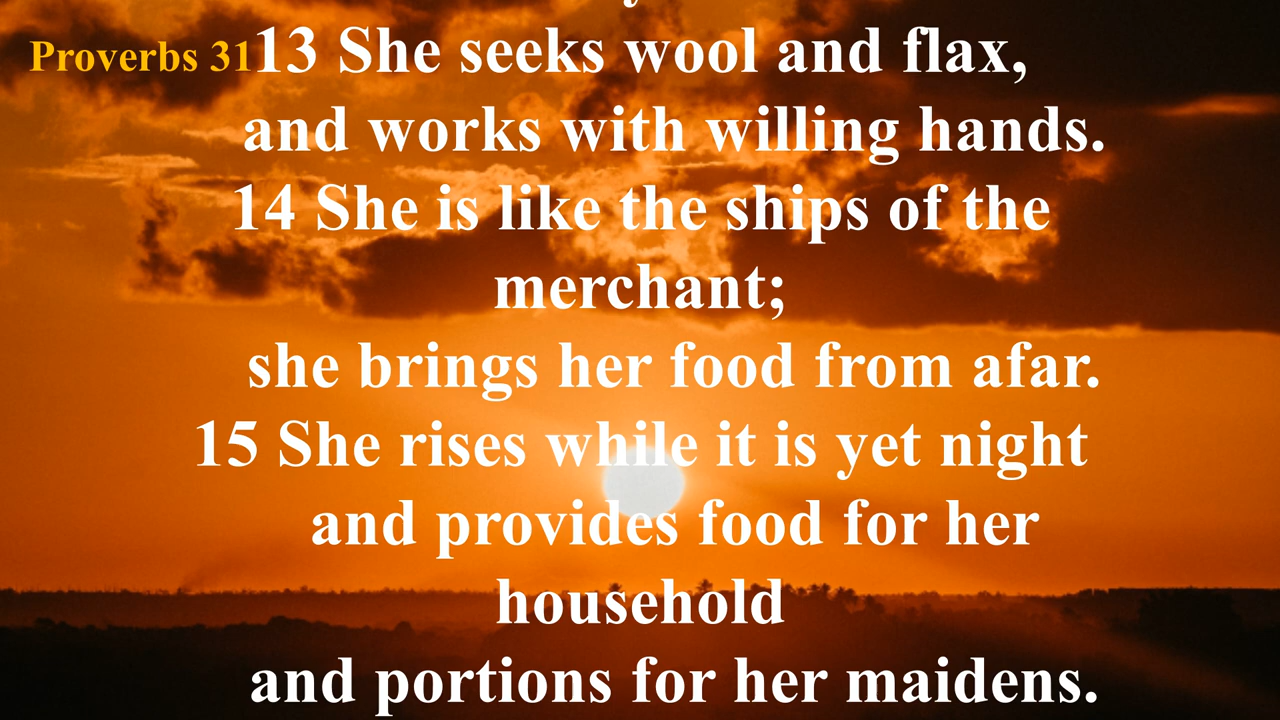 Proverbs 31
13 She seeks wool and flax,
and works with willing hands.
14 She is like the ships of the
merchant;
she brings her food from afar.
15 She rises while it is yet night
and provides food for her
household
and portions for her maidens.